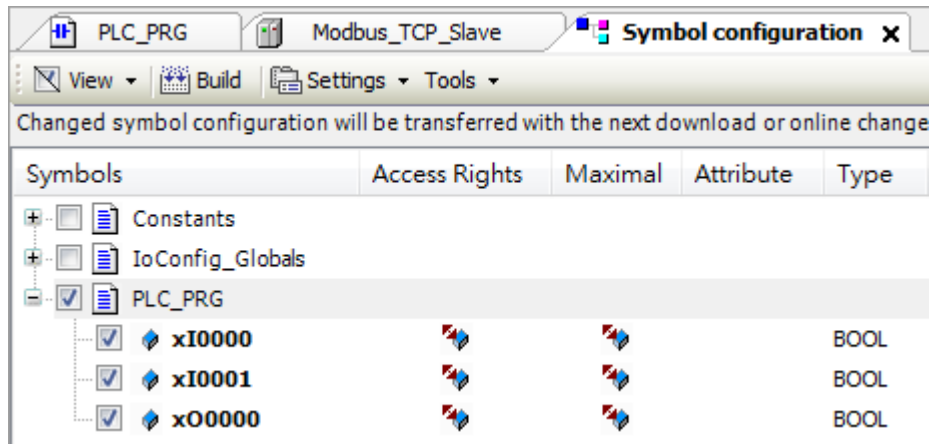 PLC_PRG Modbus_TCP_Slave Symbol configuration x
View Build Settings Tools
Changed symbol configuration will be transferred with the next download or online change
Symbols Access Rights Maximal Attribute Type
Constants
IoConfig_Globals
PLC_PRG
xI0000 BOOL
xI0001 BOOL
xO0000 BOOL